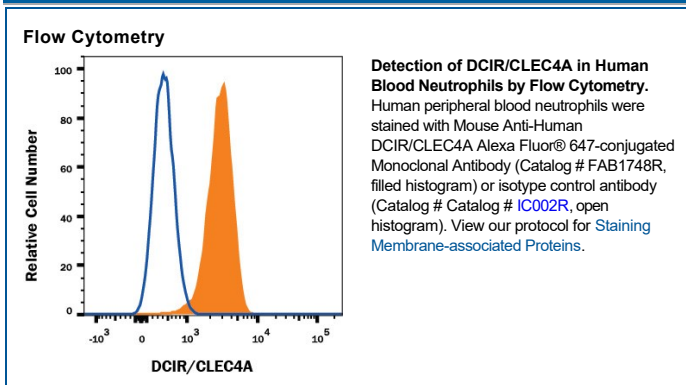 Flow Cytometry
100
80
60
40
20
0
Relative Cell Number
-10³ 0 10³ 10⁴ 10⁵
DCIR/CLEC4A
Detection of DCIR/CLEC4A in Human
Blood Neutrophils by Flow Cytometry.
Human peripheral blood neutrophils were
stained with Mouse Anti-Human
DCIR/CLEC4A Alexa Fluor® 647-conjugated
Monoclonal Antibody (Catalog # FAB1748R,
filled histogram) or isotype control antibody
(Catalog # Catalog # IC002R, open
histogram). View our protocol for Staining
Membrane-associated Proteins.